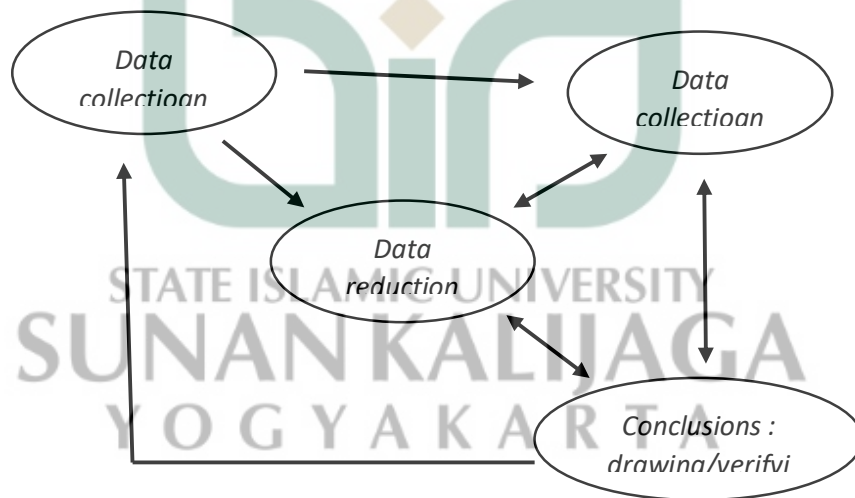 Data
collectioan
Data
collectioan
Data
reduction
STATE ISLAMIC UNIVERSITY
SUNAN KALIJAGA
YOGYAKARTA
Conclusions :
drawing/verifyi